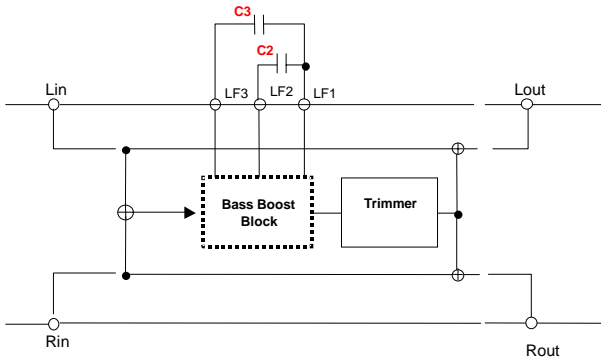 C3
C2
Lin
LF3
LF2
LF1
Lout
Bass Boost
Block
Trimmer
Rin
Rout